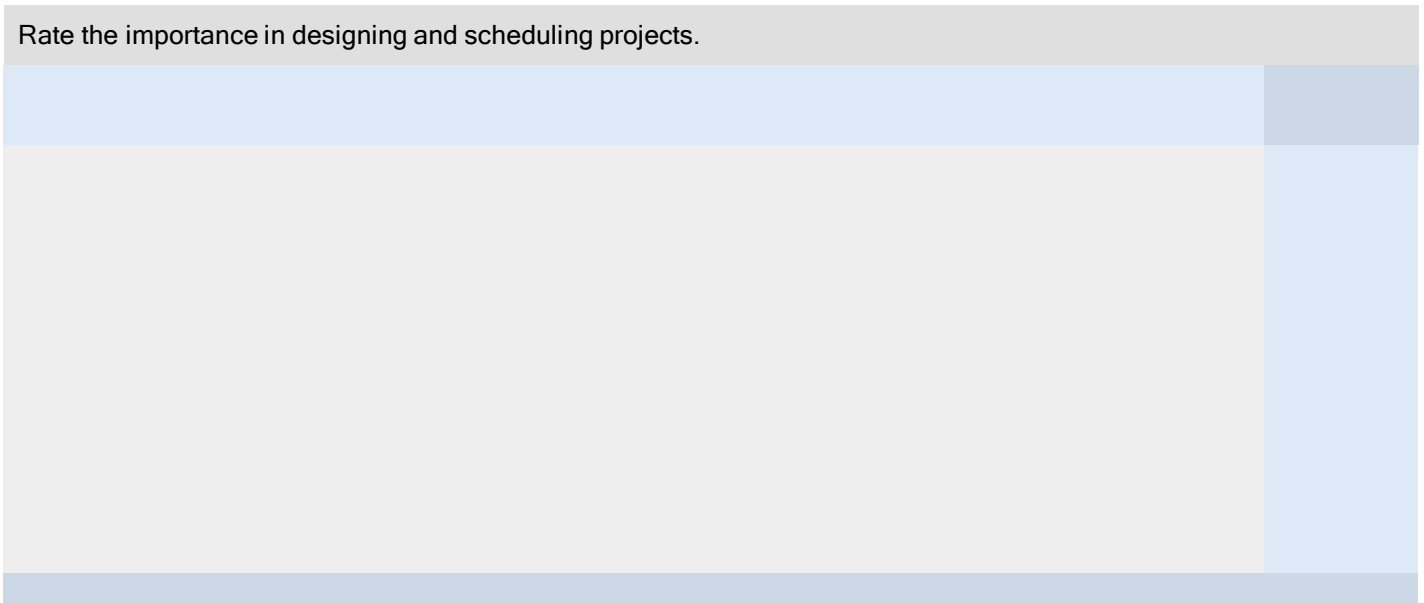 Rate the importance in designing and scheduling projects.